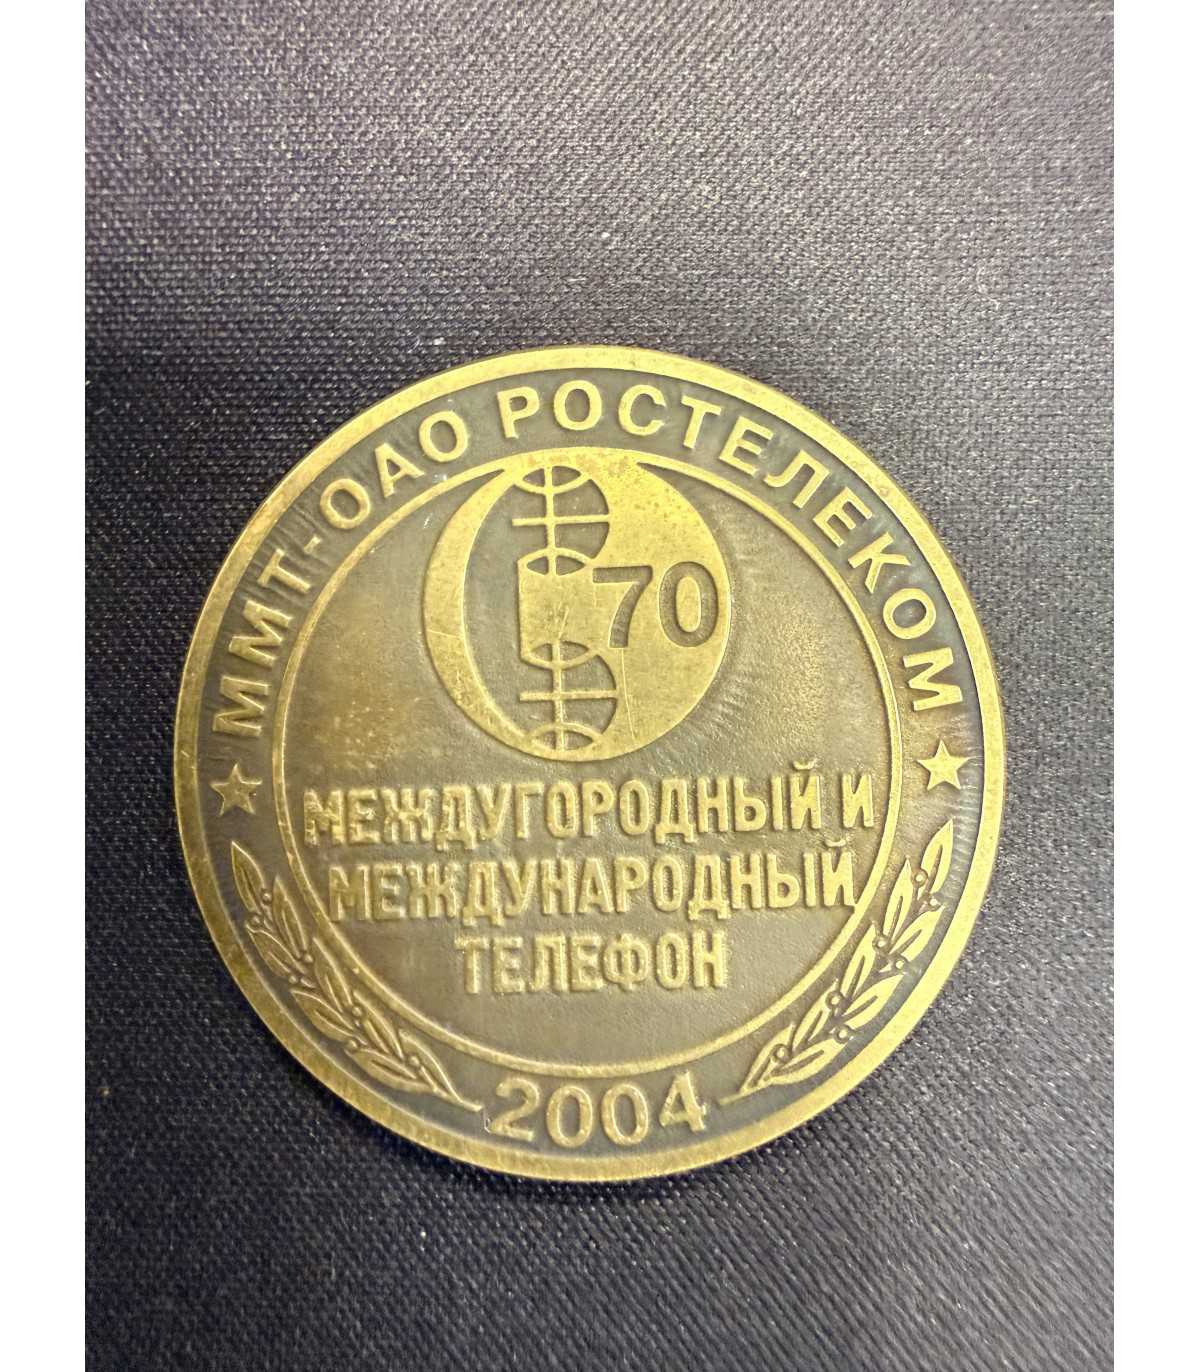 ММТ-ОАО РОСТЕЛЕКОМ
70
МЕЖДУГОРОДНЫЙ И
МЕЖДУНАРОДНЫЙ
ТЕЛЕФОН
2004